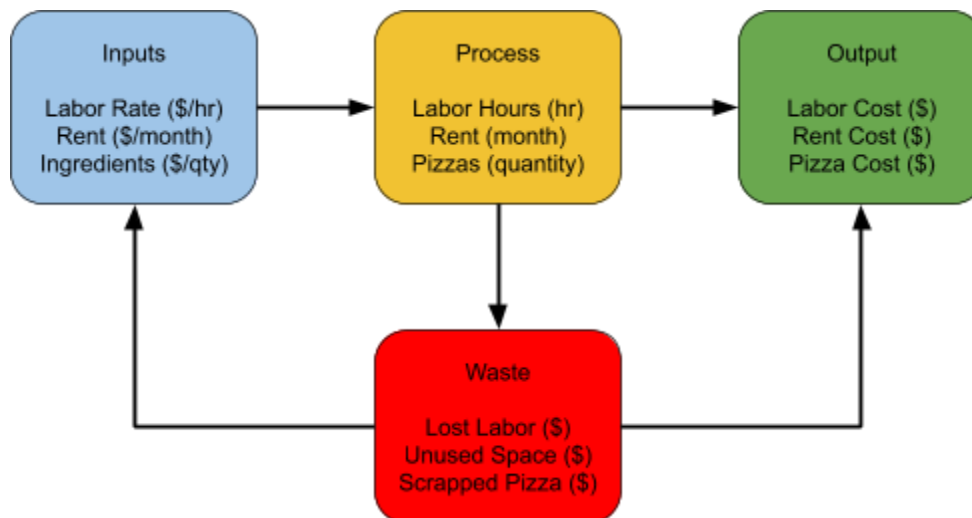 Inputs
Labor Rate ($/hr)
Rent ($/month)
Ingredients ($/qty)
Process
Labor Hours (hr)
Rent (month)
Pizzas (quantity)
Output
Labor Cost ($)
Rent Cost ($)
Pizza Cost ($)
Waste
Lost Labor ($)
Unused Space ($)
Scrapped Pizza ($)